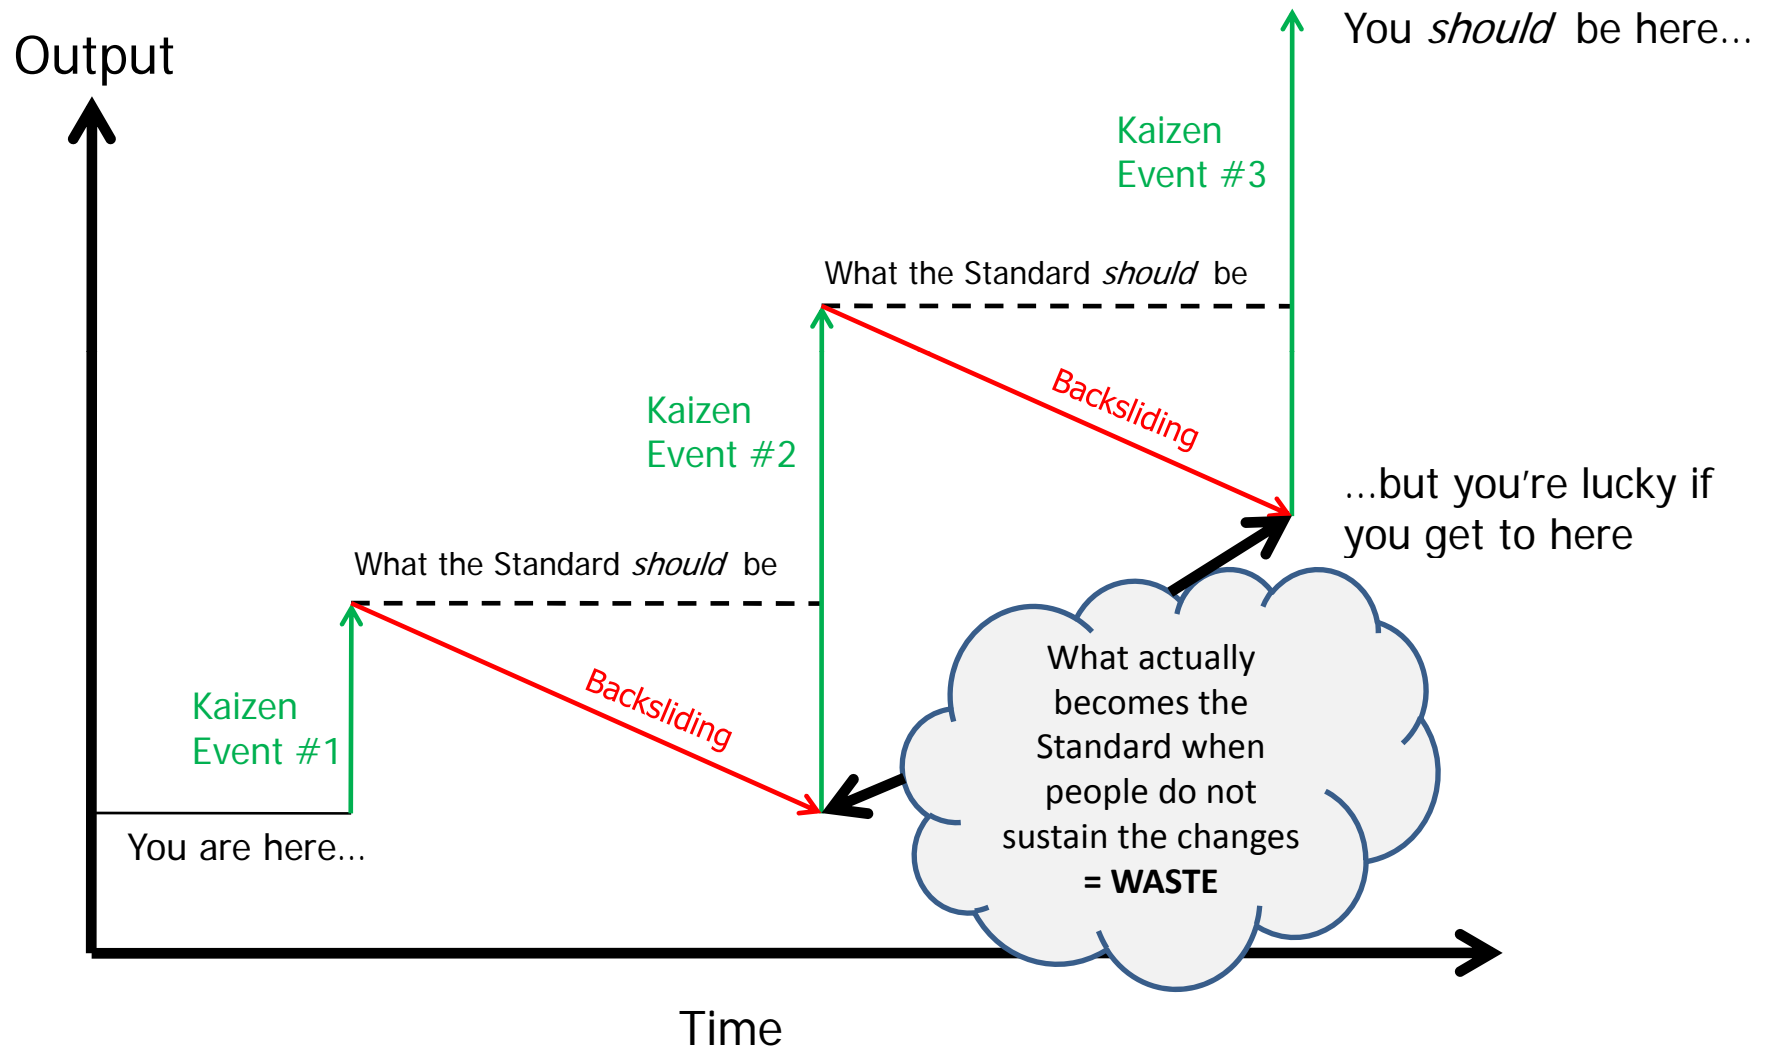 Output
You should be here...
Kaizen
Event #3
What the Standard should be
Backsliding
Kaizen
Event #2
...but you're lucky if
you get to here
What the Standard should be
Backsliding
Kaizen
Event #1
You are here...
What actually
becomes the
Standard when
people do not
sustain the changes
= WASTE
Time